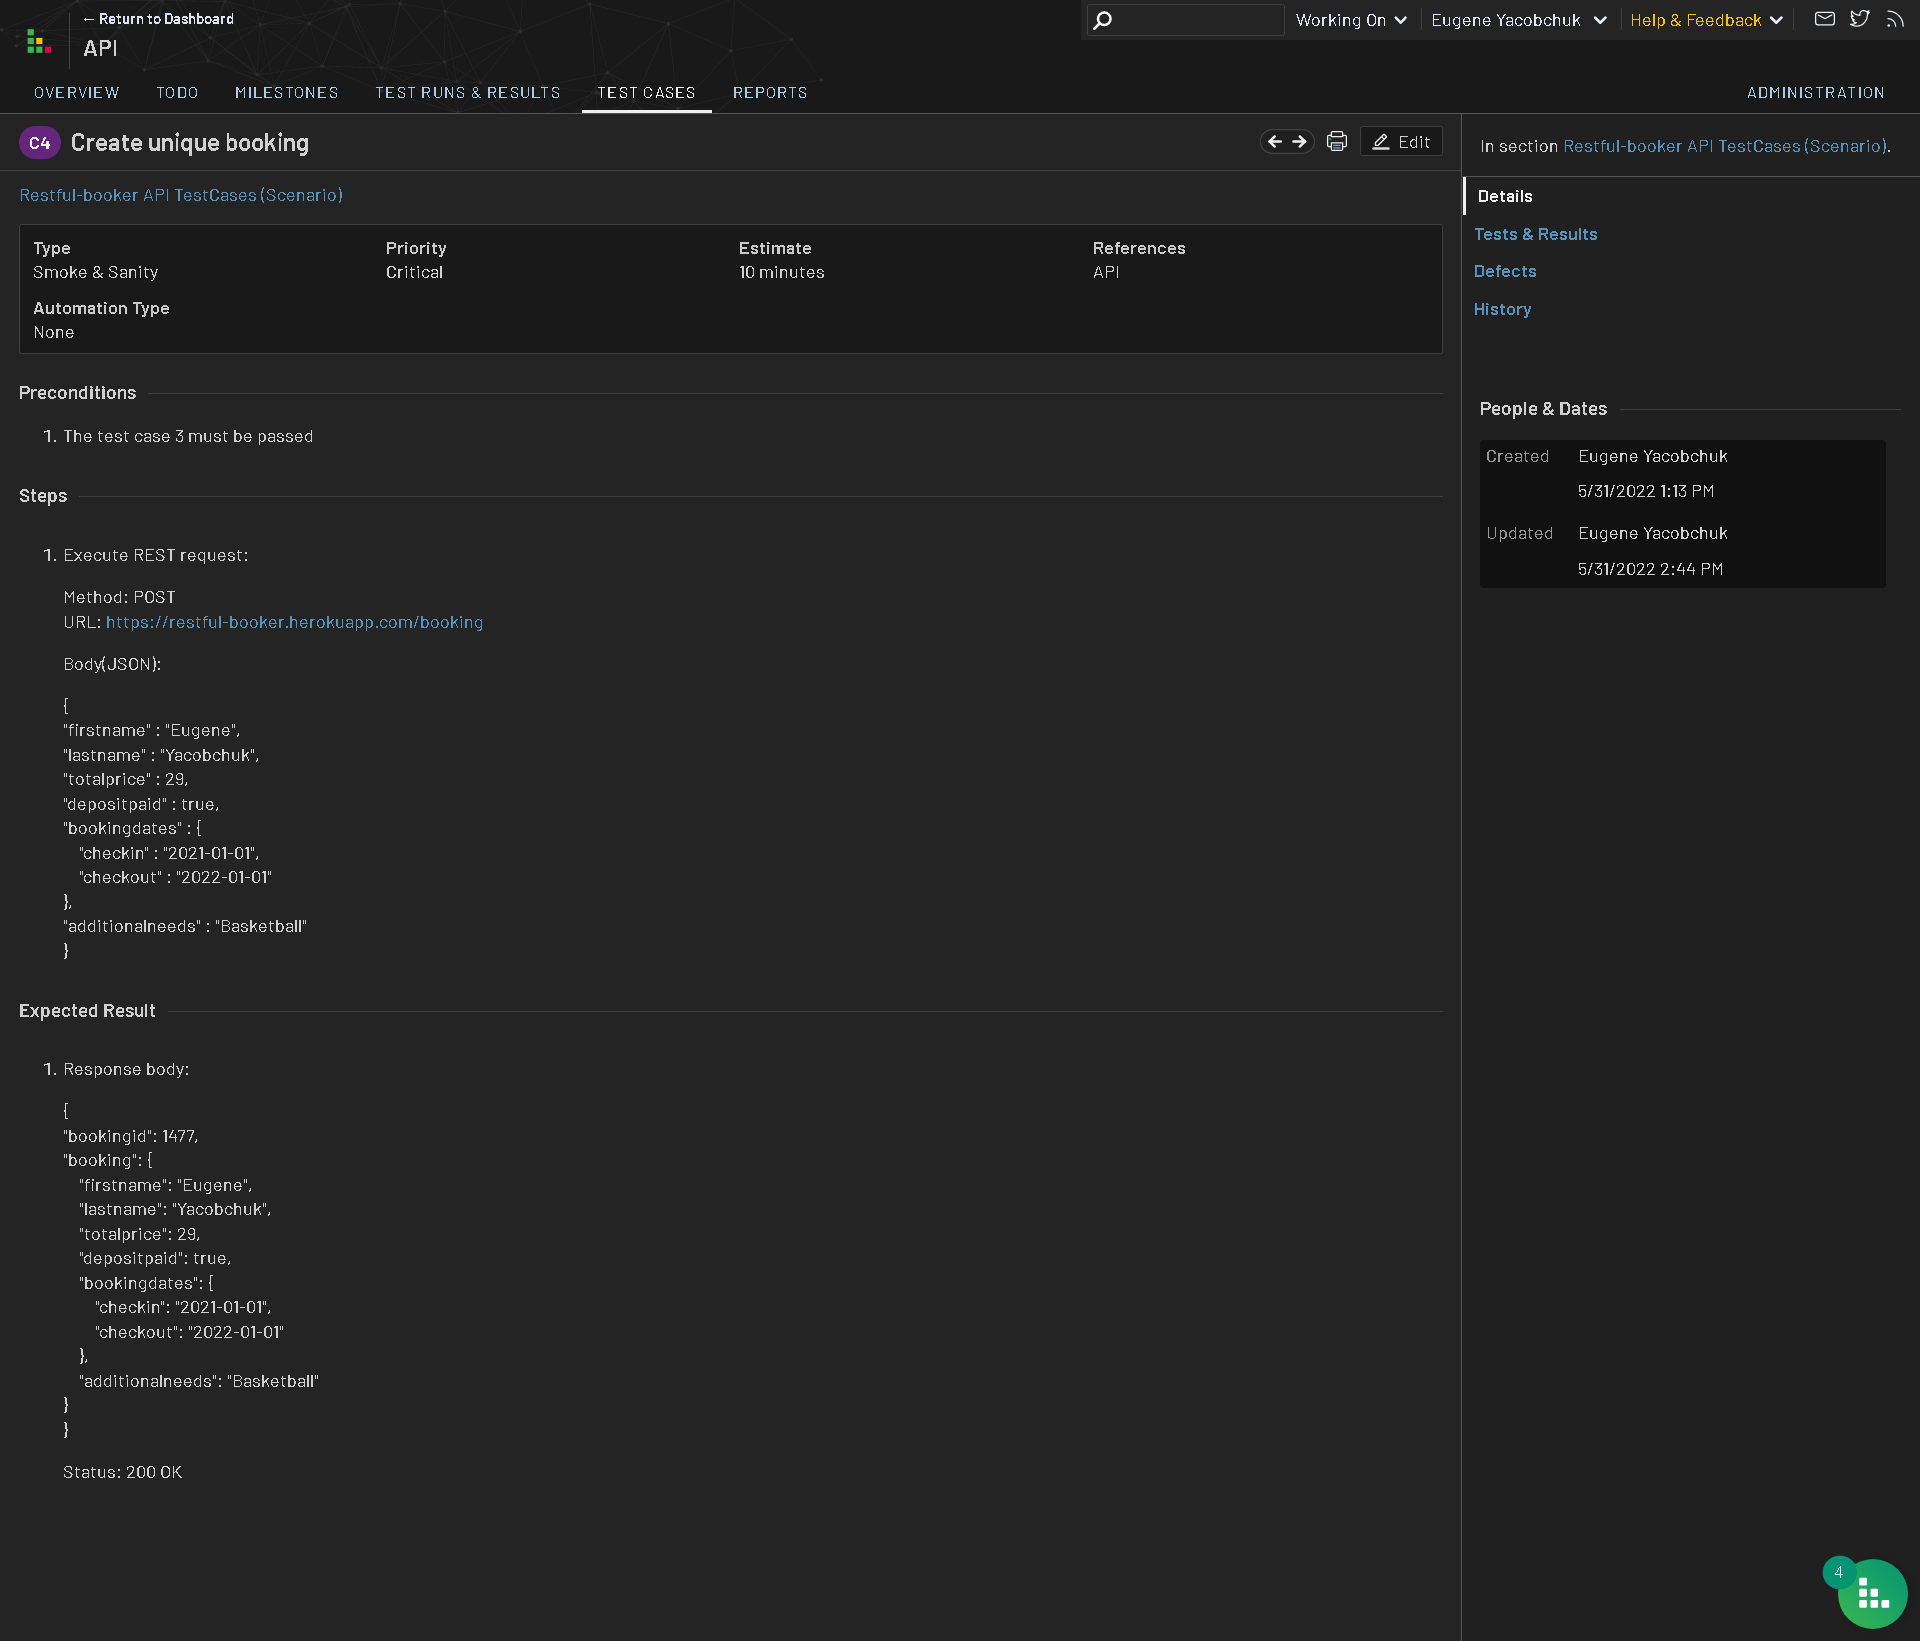 ← Return to Dashboard
API
Working On
Eugene Yacobchuk
Help & Feedback
OVERVIEW
TODO
MILESTONES
TEST RUNS & RESULTS
TEST CASES
REPORTS
ADMINISTRATION
C4
Create unique booking
Edit
Restful-booker API TestCases (Scenario)
Type
Smoke & Sanity
Priority
Critical
Estimate
10 minutes
References
API
Automation Type
None
Preconditions
1. The test case 3 must be passed
Steps
1. Execute REST request:
Method: POST
URL: https://restful-booker.herokuapp.com/booking
Body(JSON):
{
"firstname" : "Eugene",
"lastname" : "Yacobchuk",
"totalprice" : 29,
"depositpaid" : true,
"bookingdates" : {
"checkin" : "2021-01-01",
"checkout" : "2022-01-01"
},
"additionalneeds" : "Basketball"
}
Expected Result
1. Response body:
{
"bookingid": 1477,
"booking": {
"firstname": "Eugene",
"lastname": "Yacobchuk",
"totalprice": 29,
"depositpaid": true,
"bookingdates": {
"checkin": "2021-01-01",
"checkout": "2022-01-01"
},
"additionalneeds": "Basketball"
}
}
Status: 200 OK
In section Restful-booker API TestCases (Scenario).
Details
Tests & Results
Defects
History
People & Dates
Created
Eugene Yacobchuk
5/31/2022 1:13 PM
Updated
Eugene Yacobchuk
5/31/2022 2:44 PM
4